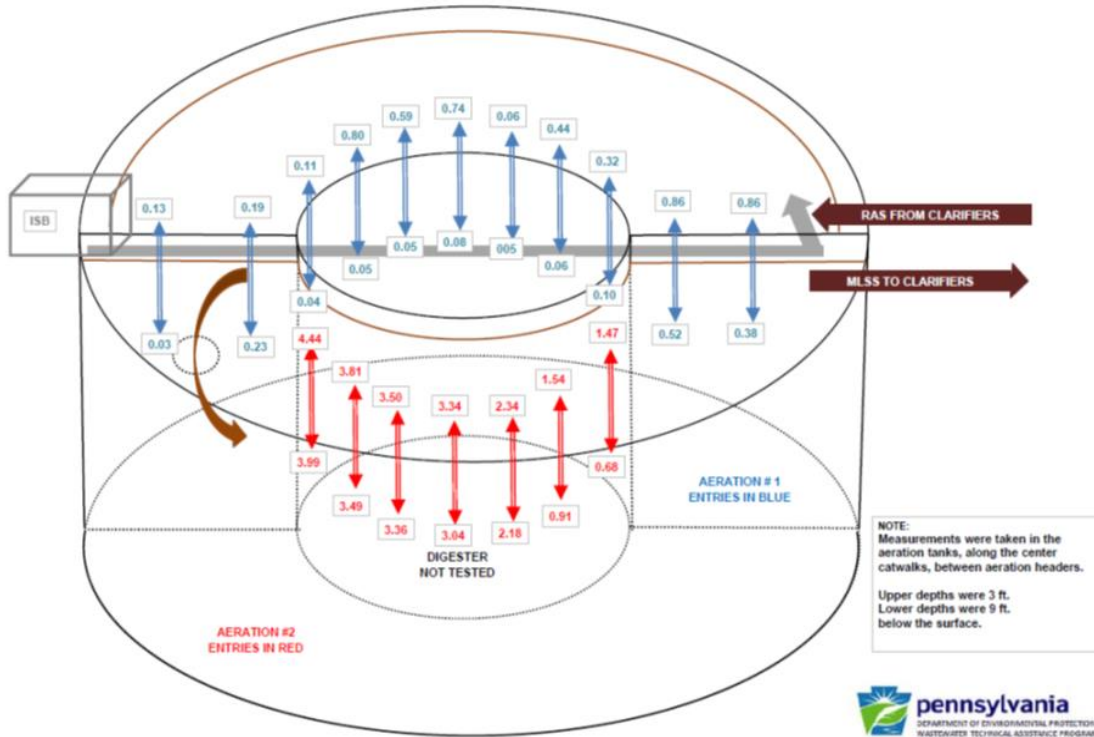 0.74
0.59
0.06
0.80
0.44
0.11
0.32
0.13
0.19
0.86
0.86
ISB
RAS FROM CLARIFIERS
0.05
0.08
005
0.05
0.06
MLSS TO CLARIFIERS
0.04
0.10
0.03
0.23
0.52
0.38
4.44
1.47
3.81
1.54
3.50
3.34
2.34
3.99
0.68
AERATION # 1
ENTRIES IN BLUE
3.49
0.91
3.36
3.04
2.18
DIGESTER
NOT TESTED
NOTE:
Measurements were taken in the
aeration tanks, along the center
catwalks, between aeration headers.
Upper depths were 3 ft.
Lower depths were 9 ft.
below the surface.
AERATION #2
ENTRIES IN RED
pennsylvania
DEPARTMENT OF ENVIRONMENTAL PROTECTION
WASTEWATER TECHNICAL ASSISTANCE PROGRAM